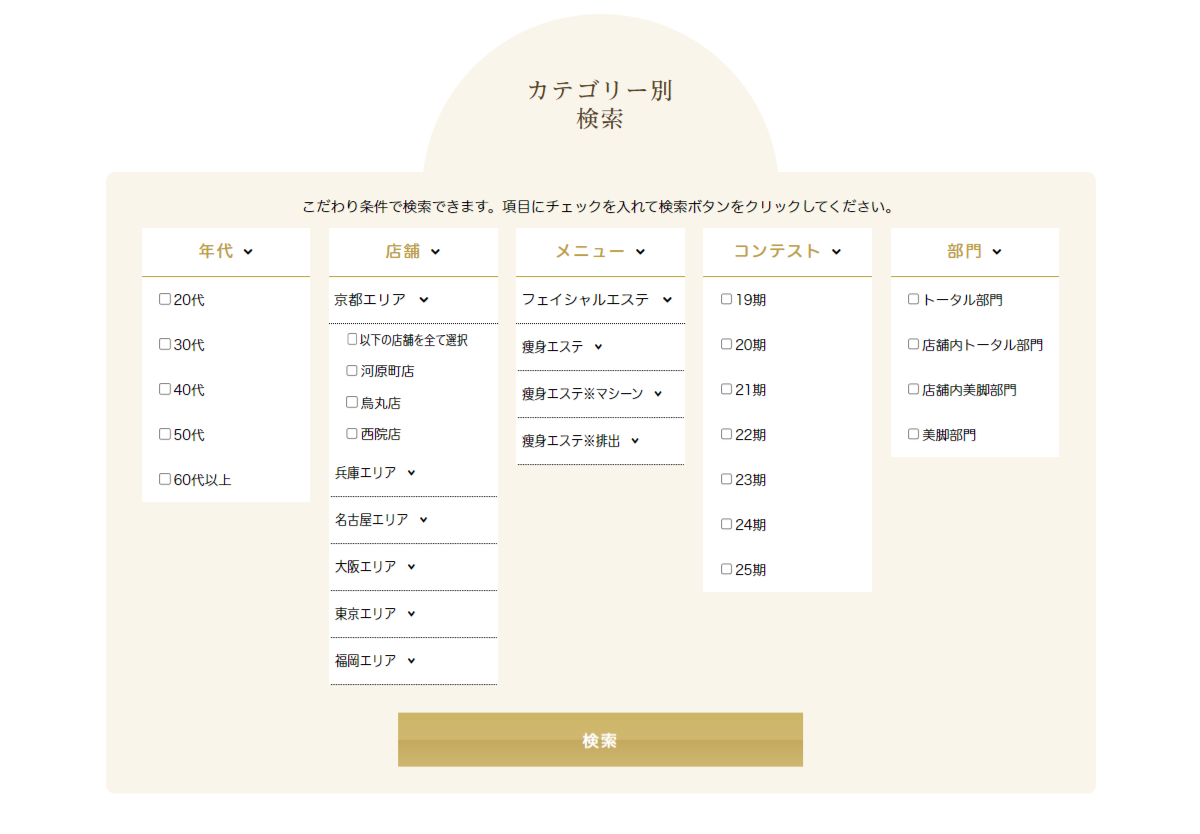 カテゴリー別
検索
こだわり条件で検索できます。項目にチェックを入れて検索ボタンをクリックしてください。
年代
20代
30代
40代
50代
60代以上
店舗
京都エリア
以下の店舗を全て選択
河原町店
烏丸店
西院店
兵庫エリア
名古屋エリア
大阪エリア
東京エリア
福岡エリア
メニュー
フェイシャルエステ
痩身エステ
痩身エステ※マシーン
痩身エステ※排出
コンテスト
19期
20期
21期
22期
23期
24期
25期
部門
トータル部門
店舗内トータル部門
店舗内美脚部門
美脚部門
検索